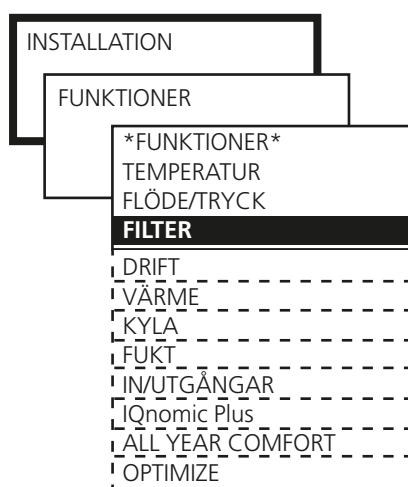 INSTALLATION
FUNKTIONER
*FUNKTIONER*
TEMPERATUR
FLÖDE/TRYCK
FILTER
DRIFT
VÄRME
KYLA
FUKT
IN/UTGÅNGAR
IQnomic Plus
ALL YEAR COMFORT
OPTIMIZE